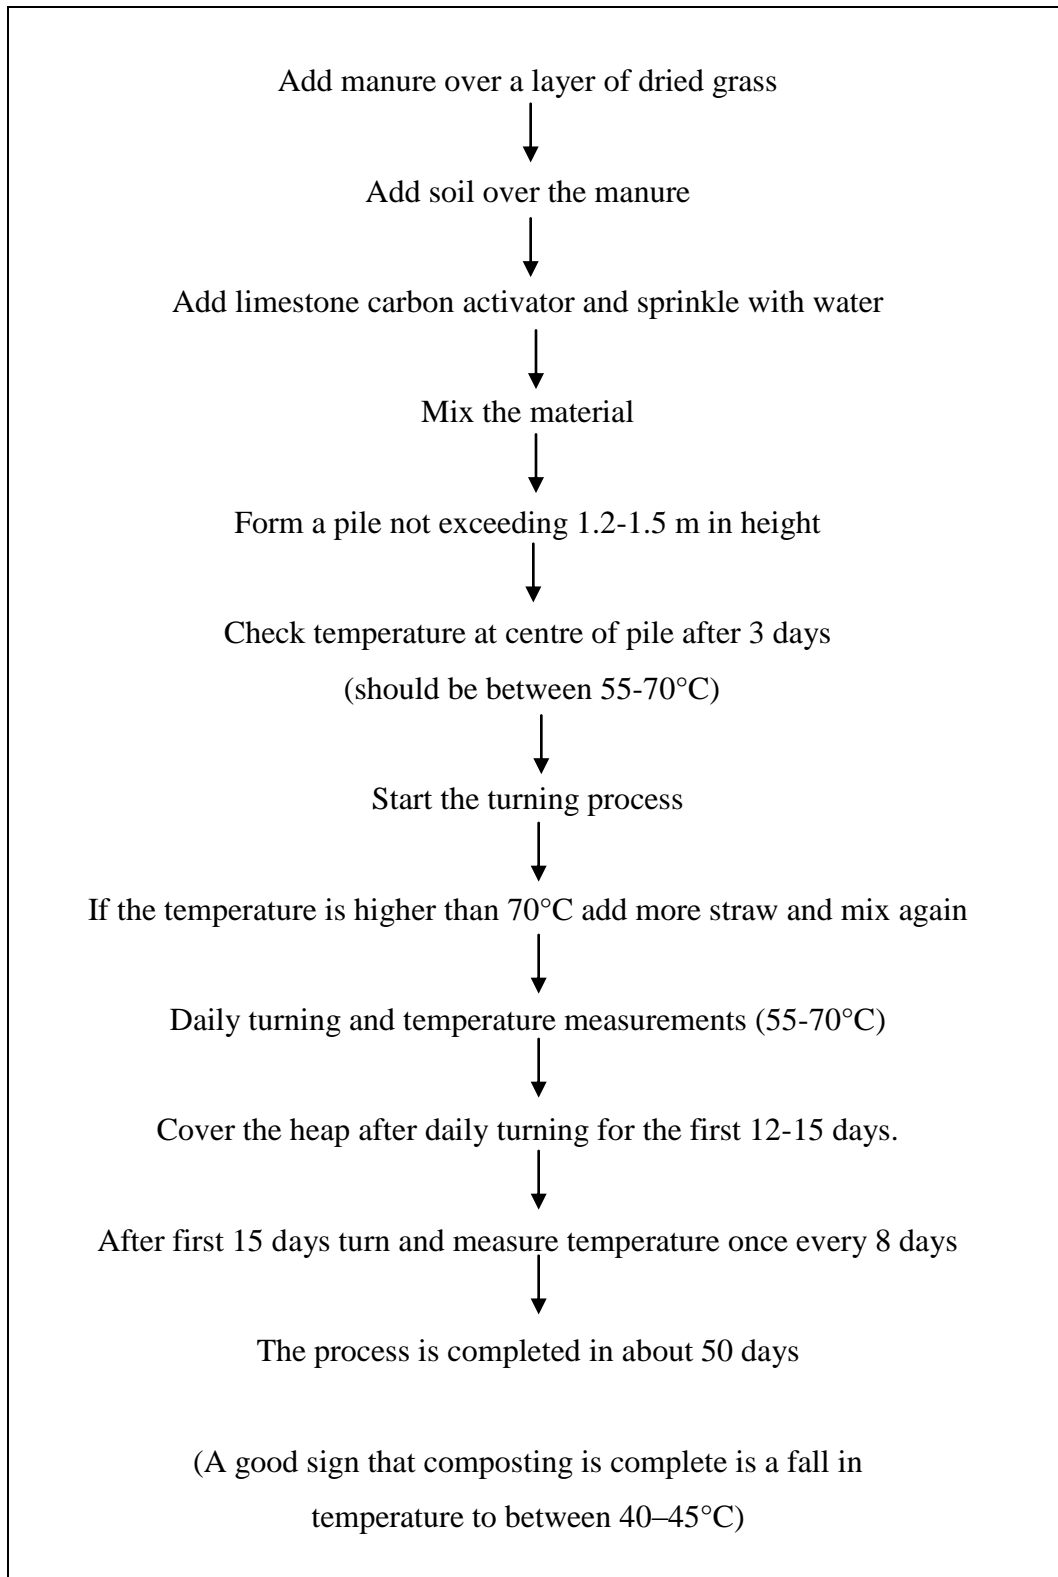 Add manure over a layer of dried grass
Add soil over the manure
Add limestone carbon activator and sprinkle with water
Mix the material
Form a pile not exceeding 1.2-1.5 m in height
Check temperature at centre of pile after 3 days
(should be between 55-70°C)
Start the turning process
If the temperature is higher than 70°C add more straw and mix again
Daily turning and temperature measurements (55-70°C)
Cover the heap after daily turning for the first 12-15 days.
After first 15 days turn and measure temperature once every 8 days
The process is completed in about 50 days
(A good sign that composting is complete is a fall in
temperature to between 40–45°C)